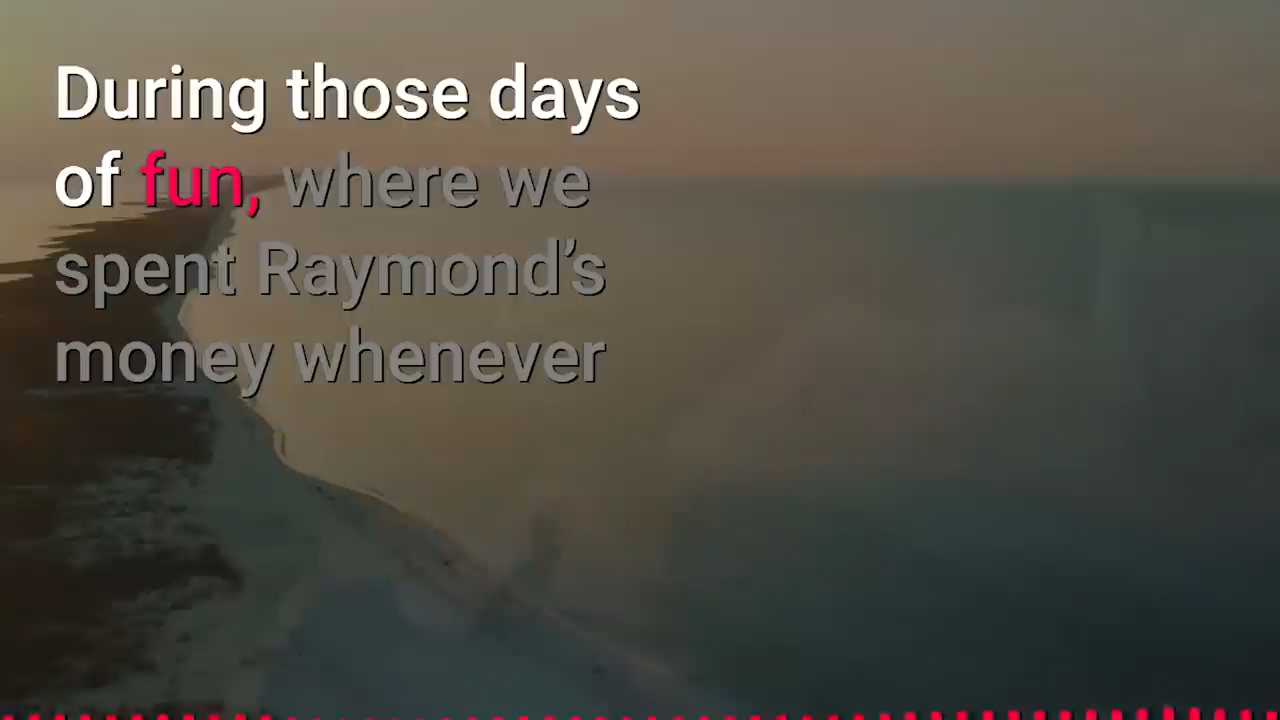 During those days
of fun, where we
spent Raymond’s
money whenever